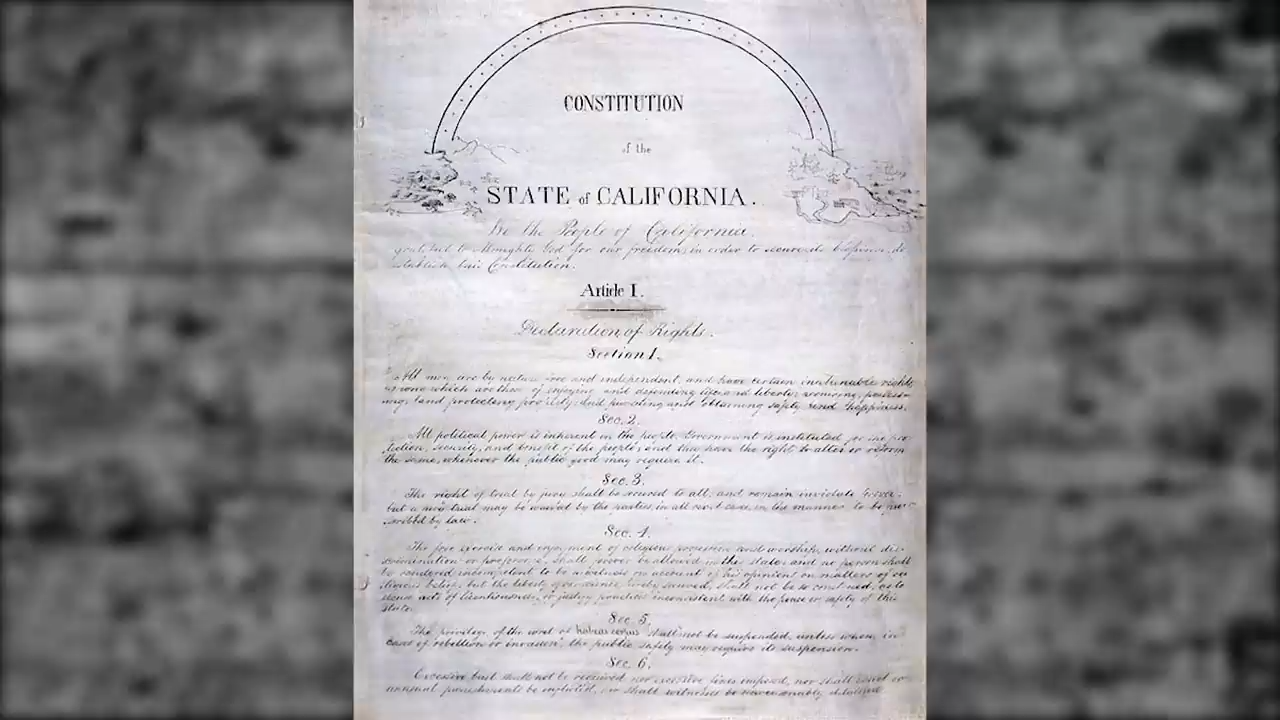 CONSTITUTION
of the
STATE of CALIFORNIA.
We the People of California,
grateful to Almighty God for our freedom, in order to secure its blessings, do
establish this Constitution.
Article I.
Declaration of Rights.
Section 1.
All men are by nature free and independent, and have certain inalienable rights,
among which are those of enjoying and defending life and liberty, acquiring, possess-
ing, and protecting property, and pursuing and obtaining safety and happiness.
Sec. 2.
All political power is inherent in the people. Government is instituted for the pro-
tection, security, and benefit of the people; and they have the right to alter or reform
the same, whenever the public good may require it.
Sec. 3.
The right of trial by jury shall be secured to all, and remain inviolate forever;
but a jury trial may be waived by the parties, in all civil cases, in the manner to be pre-
scribed by law.
Sec. 4.
The free exercise and enjoyment of religious profession and worship, without dis-
crimination or preference, shall forever be allowed in this state; and no person shall
be rendered incompetent to be a witness on account of his opinions on matters of re-
ligious belief; but the liberty of conscience, hereby secured, shall not be so construed, as to
excuse acts of licentiousness, or justify practices inconsistent with the peace or safety of this
state.
Sec. 5.
The privilege of the writ of habeas corpus shall not be suspended, unless when, in
case of rebellion or invasion, the public safety may require its suspension.
Sec. 6.
Excessive bail shall not be required, nor excessive fines imposed, nor shall cruel or
unusual punishments be inflicted, nor shall witnesses be unreasonably detained